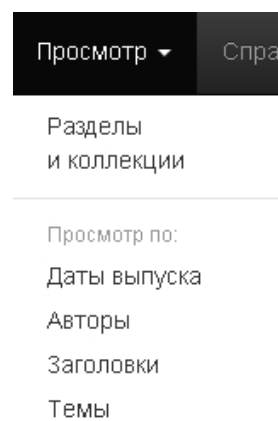 Просмотр Спра
Разделы
и коллекции
Просмотр по:
Даты выпуска
Авторы
Заголовки
Темы